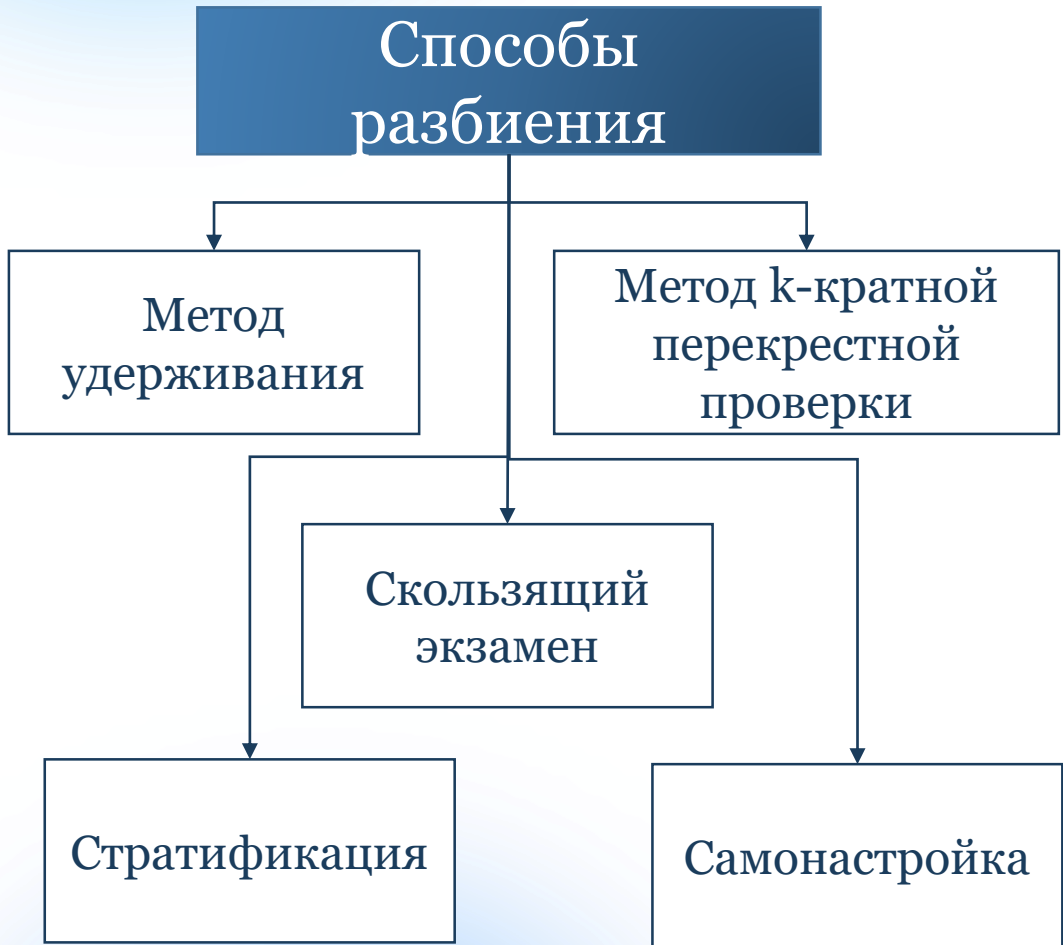 Способы
разбиения
Метод
удерживания
Метод k-кратной
перекрестной
проверки
Скользящий
экзамен
Стратификация
Самонастройка